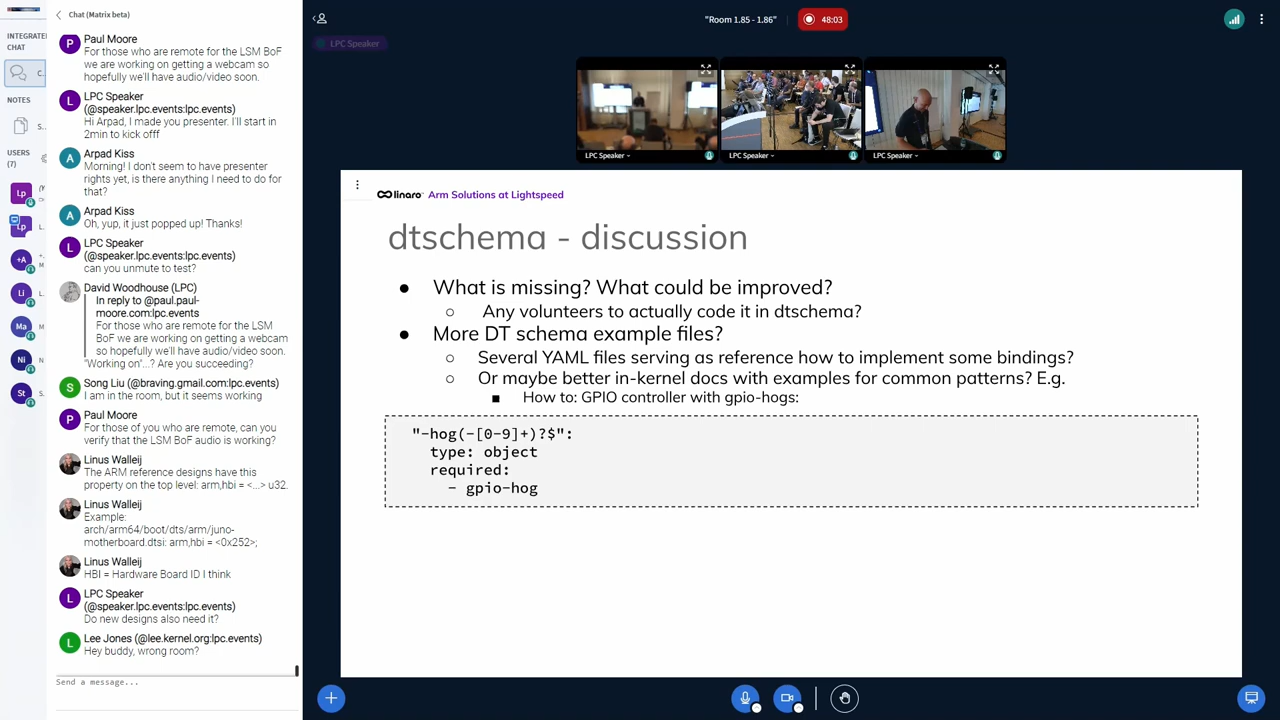 Chat (Matrix beta)
INTEGRATE
CHAT
C..
NOTES
S..
USERS
(7)
Lp
Lp
L..
+A
Li
L..
Ma
M..
Ni
N..
St
S..
P
Paul Moore
For those who are remote for the LSM BoF
we are working on getting a webcam so
hopefully we'll have audio/video soon.
L
LPC Speaker
(@speaker.lpc.events:lpc.events)
Hi Arpad, I made you presenter. I'll start in
2min to kick offf
A
Arpad Kiss
Morning! I don't seem to have presenter
rights yet, is there anything I need to do for
that?
A
Arpad Kiss
Oh, yup, it just popped up! Thanks!
L
LPC Speaker
(@speaker.lpc.events:lpc.events)
can you unmute to test?
David Woodhouse (LPC)
In reply to @paul.paul-
moore.com:lpc.events
For those who are remote for the LSM
BoF we are working on getting a webcam
so hopefully we'll have audio/video soon.
"Working on"...? Are you succeeding?
S
Song Liu (@braving.gmail.com:lpc.events)
I am in the room, but it seems working
P
Paul Moore
For those of you who are remote, can you
verify that the LSM BoF audio is working?
Linus Walleij
The ARM reference designs have this
property on the top level: arm,hbi = <...> u32.
Linus Walleij
Example:
arch/arm64/boot/dts/arm/juno-
motherboard.dtsi: arm,hbi = <0x252>;
Linus Walleij
HBI = Hardware Board ID I think
L
LPC Speaker
(@speaker.lpc.events:lpc.events)
Do new designs also need it?
L
Lee Jones (@lee.kernel.org:lpc.events)
Hey buddy, wrong room?
Send a message...
"Room 1.85 - 1.86"
48:03
LPC Speaker
LPC Speaker
LPC Speaker
LPC Speaker
linaro Arm Solutions at Lightspeed
dtschema - discussion
● What is missing? What could be improved?
○ Any volunteers to actually code it in dtschema?
● More DT schema example files?
○ Several YAML files serving as reference how to implement some bindings?
○ Or maybe better in-kernel docs with examples for common patterns? E.g.
■ How to: GPIO controller with gpio-hogs:
"-hog(-[0-9]+)?$":
type: object
required:
- gpio-hog